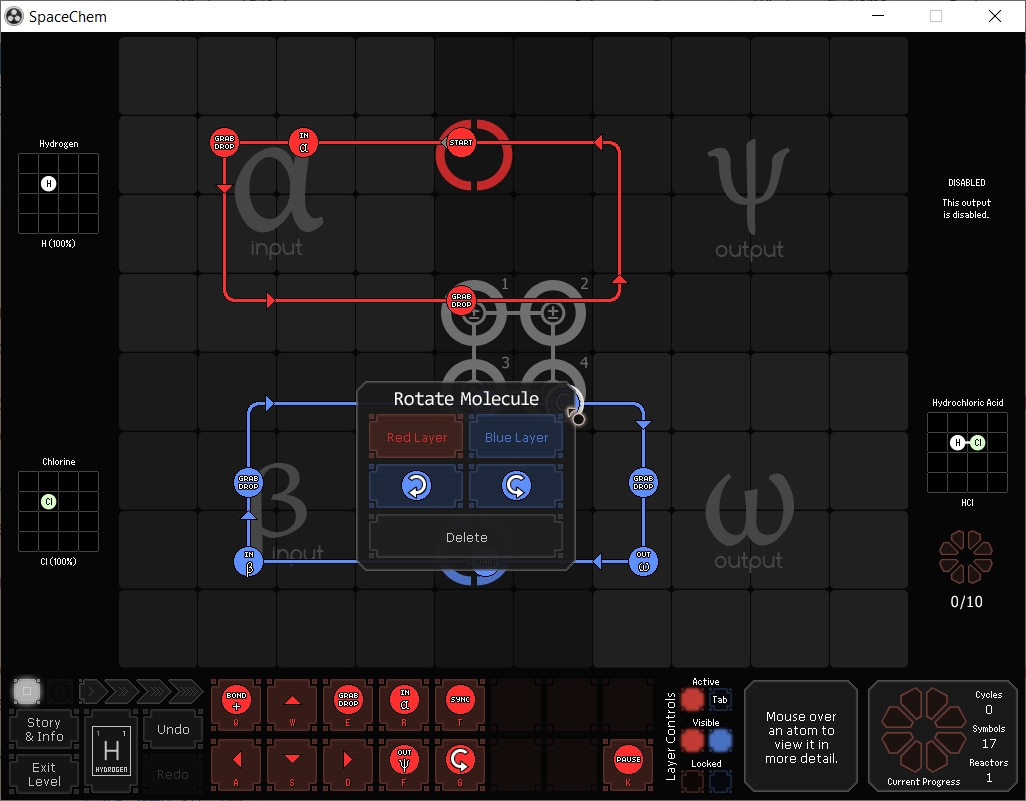 SpaceChem
Hydrogen
H
H (100%)
GRAB
DROP
IN
α
START
α
input
ψ
output
DISABLED
This output
is disabled.
GRAB
DROP
1
2
3
4
Rotate Molecule
Red Layer
Blue Layer
Delete
Chlorine
Cl
Cl (100%)
GRAB
DROP
β
input
IN
β
GRAB
DROP
OUT
ω
ω
output
Hydrochloric Acid
H Cl
HCl
0/10
Story
& Info
Exit
Level
1 1
H
HYDROGEN
Undo
Redo
BOND
+
Q
W
GRAB
DROP
E
IN
α
R
SYNC
T
A
S
D
OUT
ψ
F
G
PAUSE
K
Layer Controls
Active
Tab
Visible
Locked
Mouse over
an atom to
view it in
more detail.
Cycles
0
Symbols
17
Reactors
1
Current Progress